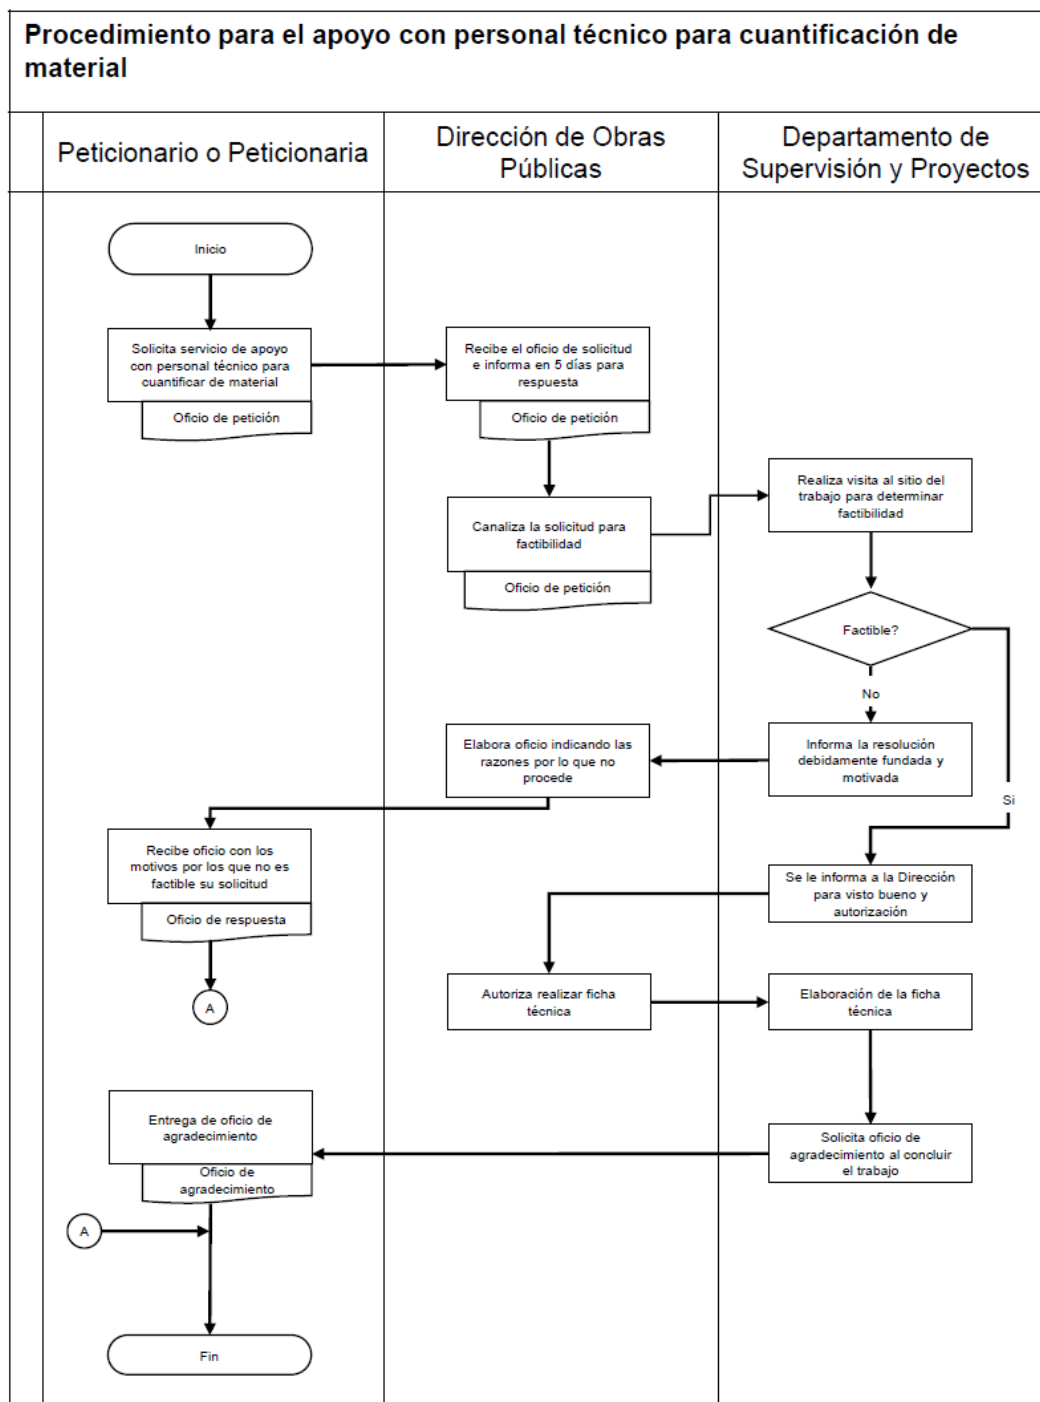 Procedimiento para el apoyo con personal técnico para cuantificación de
material
Peticionario o Peticionaria
Dirección de Obras
Públicas
Departamento de
Supervisión y Proyectos
Inicio
Solicita servicio de apoyo
con personal técnico para
cuantificar de material
Oficio de petición
Recibe el oficio de solicitud
e informa en 5 días para
respuesta
Oficio de petición
Canaliza la solicitud para
factibilidad
Oficio de petición
Realiza visita al sitio del
trabajo para determinar
factibilidad
Factible?
No
Si
Informa la resolución
debidamente fundada y
motivada
Elabora oficio indicando las
razones por lo que no
procede
Recibe oficio con los
motivos por los que no es
factible su solicitud
Oficio de respuesta
A
Se le informa a la Dirección
para visto bueno y
autorización
Autoriza realizar ficha
técnica
Elaboración de la ficha
técnica
Solicita oficio de
agradecimiento al concluir
el trabajo
Entrega de oficio de
agradecimiento
Oficio de
agradecimiento
A
Fin